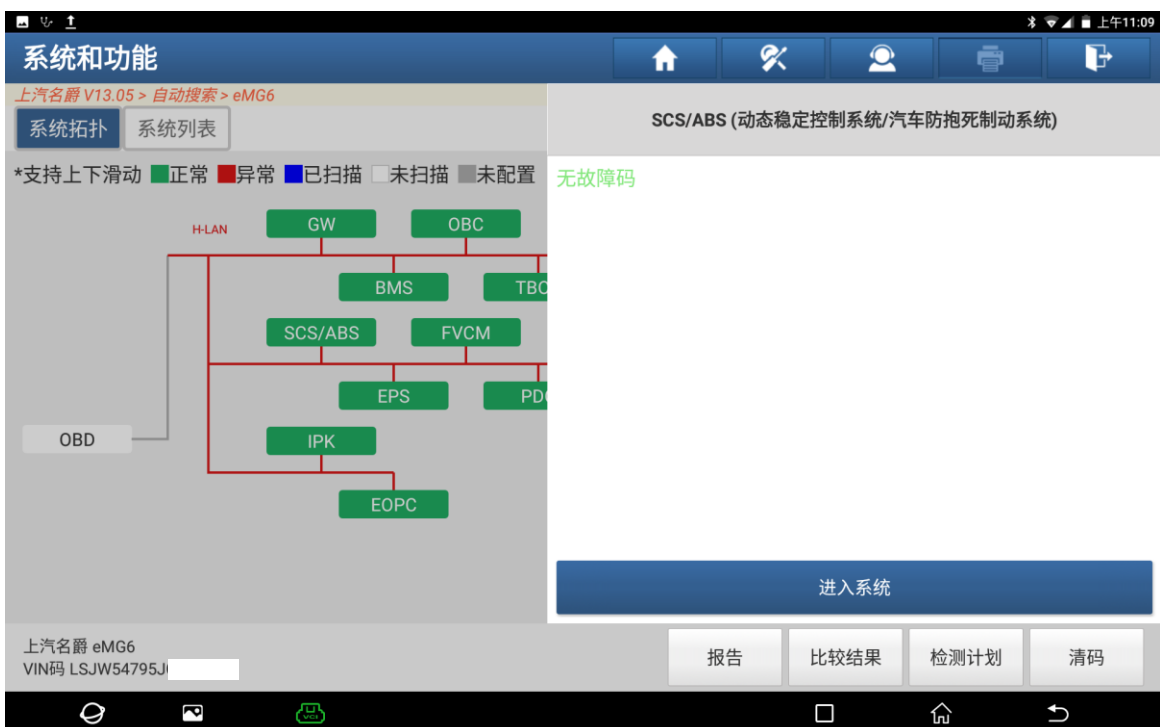 上午11:09
系统和功能
上汽名爵 V13.05 > 自动搜索 > eMG6
系统拓扑 系统列表
*支持上下滑动 正常 异常 已扫描 未扫描 未配置
H-LAN GW OBC
BMS TBO
SCS/ABS FVCM
EPS PD
OBD IPK
EOPC
SCS/ABS (动态稳定控制系统/汽车防抱死制动系统)
无故障码
进入系统
上汽名爵 eMG6
VIN码 LSJW54795J
报告 比较结果 检测计划 清码
VCI